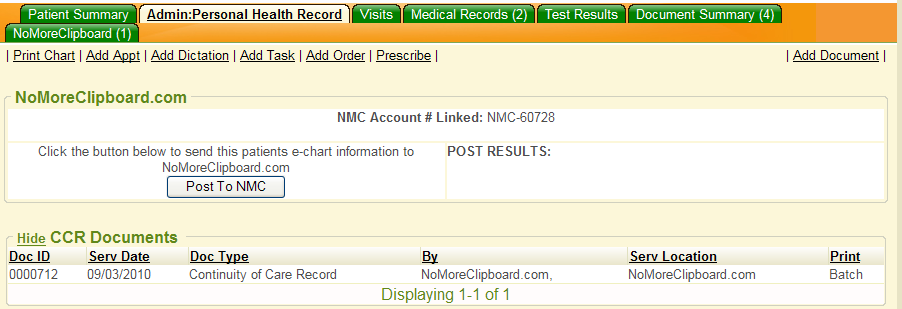 Patient Summary Admin:Personal Health Record Visits Medical Records (2) Test Results Document Summary (4)
NoMoreClipboard (1)
| Print Chart | Add Appt | Add Dictation | Add Task | Add Order | Prescribe | | Add Document |
NoMoreClipboard.com
NMC Account # Linked: NMC-60728
Click the button below to send this patients e-chart information to
NoMoreClipboard.com
Post To NMC
POST RESULTS:
Hide CCR Documents
Doc ID Serv Date Doc Type By Serv Location Print
0000712 09/03/2010 Continuity of Care Record NoMoreClipboard.com, NoMoreClipboard.com Batch
Displaying 1-1 of 1